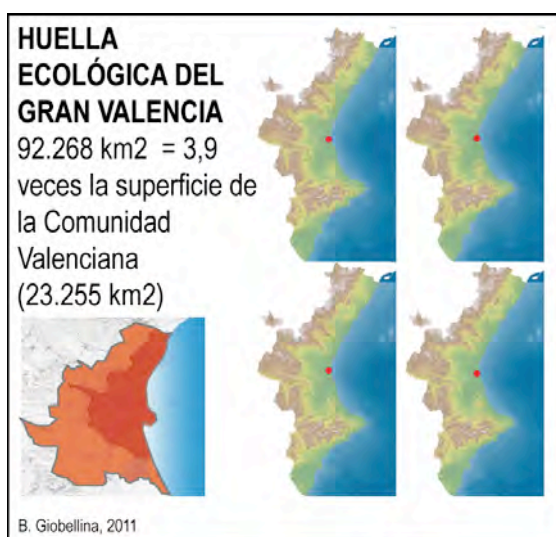 HUELLA
ECOLÓGICA DEL
GRAN VALENCIA
92.268 km2 = 3,9
veces la superficie de
la Comunidad
Valenciana
(23.255 km2)
B. Giobellina, 2011